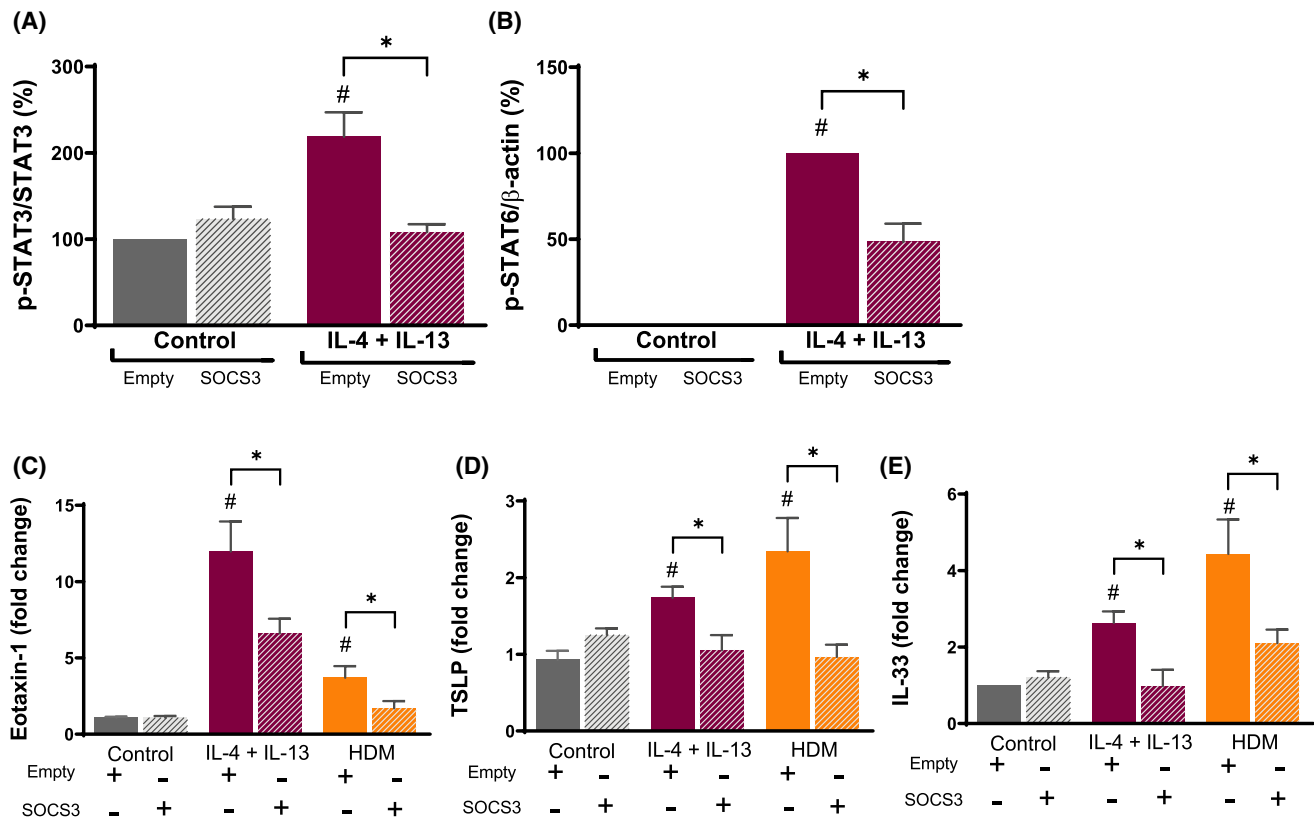 (A)
p-STAT3/STAT3 (%)
300
200
100
0
#
*
Control
IL-4 + IL-13
Empty SOCS3 Empty SOCS3
(B)
p-STAT6/β-actin (%)
150
100
50
0
#
*
Control
IL-4 + IL-13
Empty SOCS3 Empty SOCS3
(C)
Eotaxin-1 (fold change)
15
10
5
0
#
*
#
*
Control IL-4 + IL-13 HDM
Empty + - + - + -
SOCS3 - + - + - +
(D)
TSLP (fold change)
3
2
1
0
#
*
#
*
Control IL-4 + IL-13 HDM
Empty + - + - + -
SOCS3 - + - + - +
(E)
IL-33 (fold change)
6
4
2
0
#
*
#
*
Control IL-4 + IL-13 HDM
Empty + - + - + -
SOCS3 - + - + - +